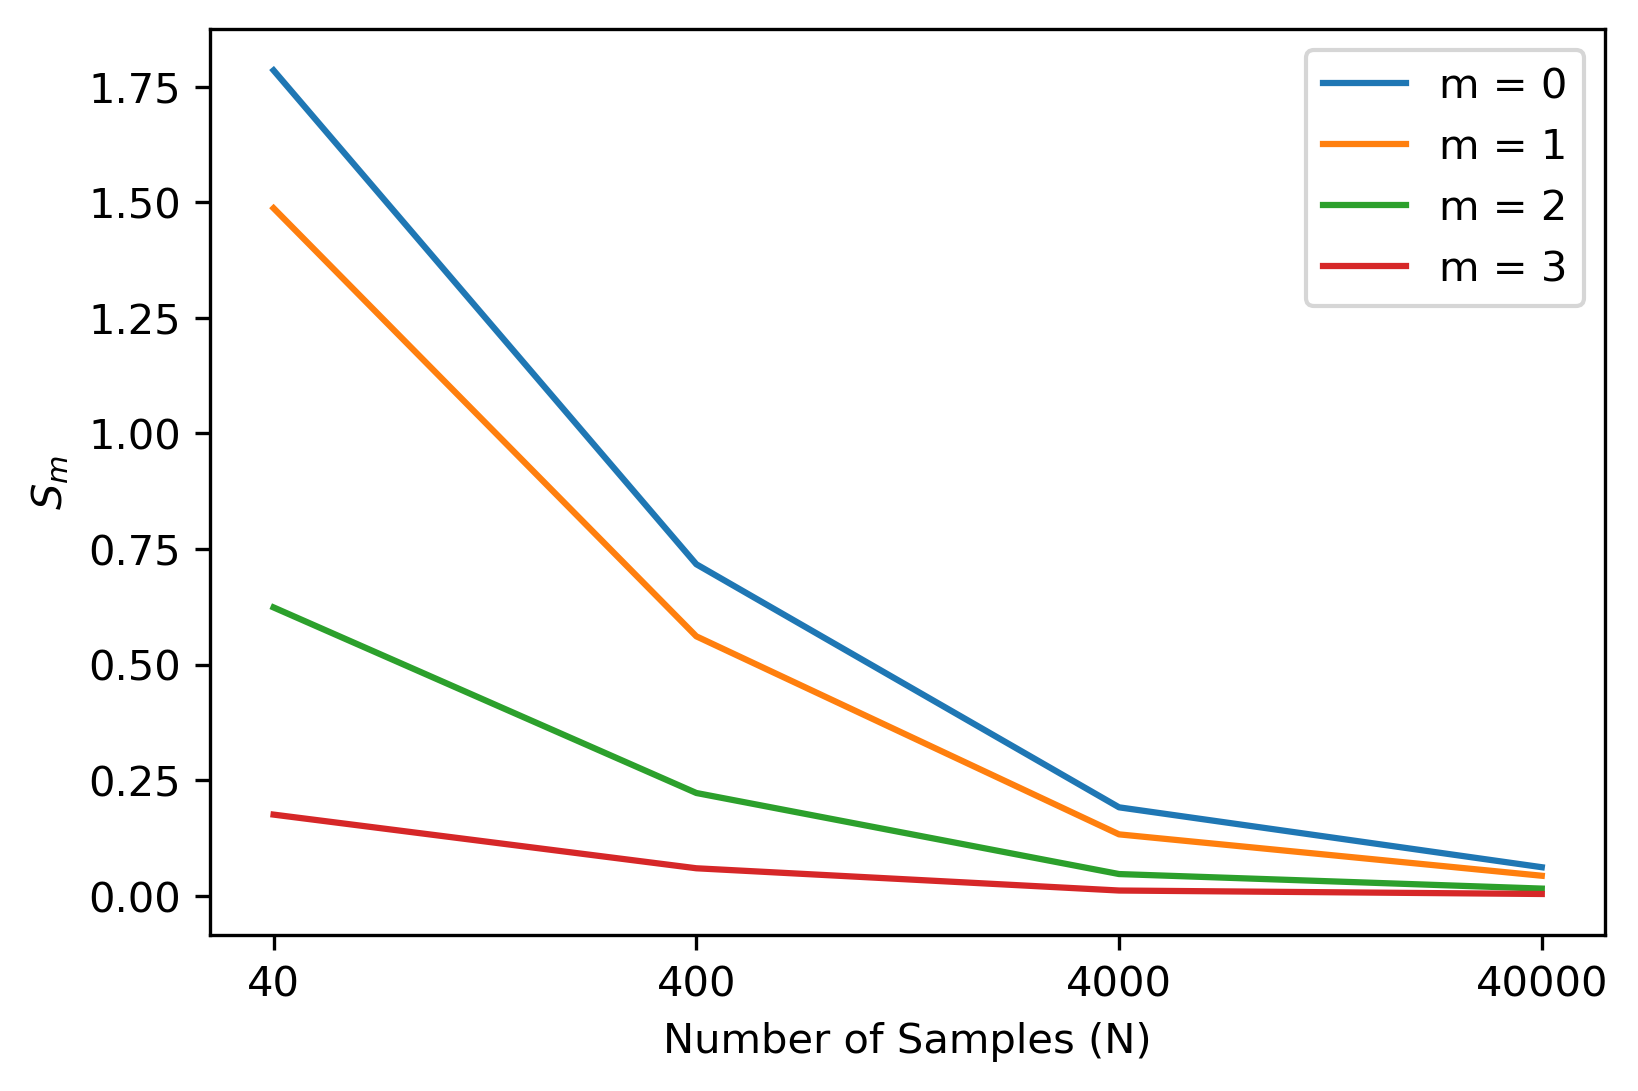 1.75
1.50
1.25
1.00
0.75
0.50
0.25
0.00
S_m
40 400 4000 40000
Number of Samples (N)
m = 0
m = 1
m = 2
m = 3